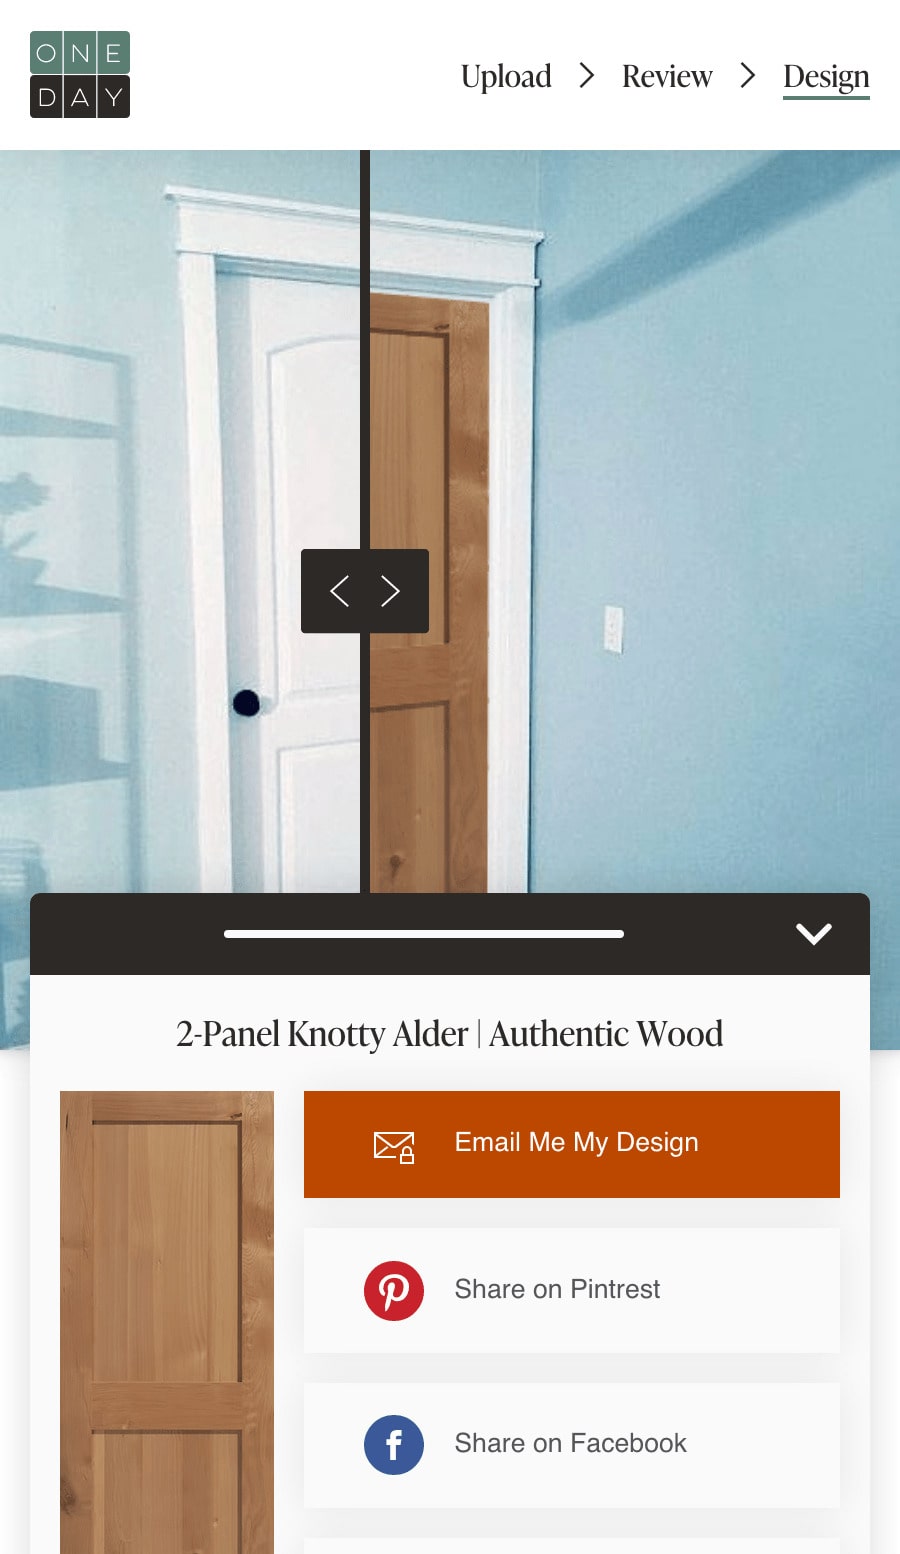 ONE
DAY
Upload > Review > Design
2-Panel Knotty Alder | Authentic Wood
Email Me My Design
Share on Pintrest
Share on Facebook